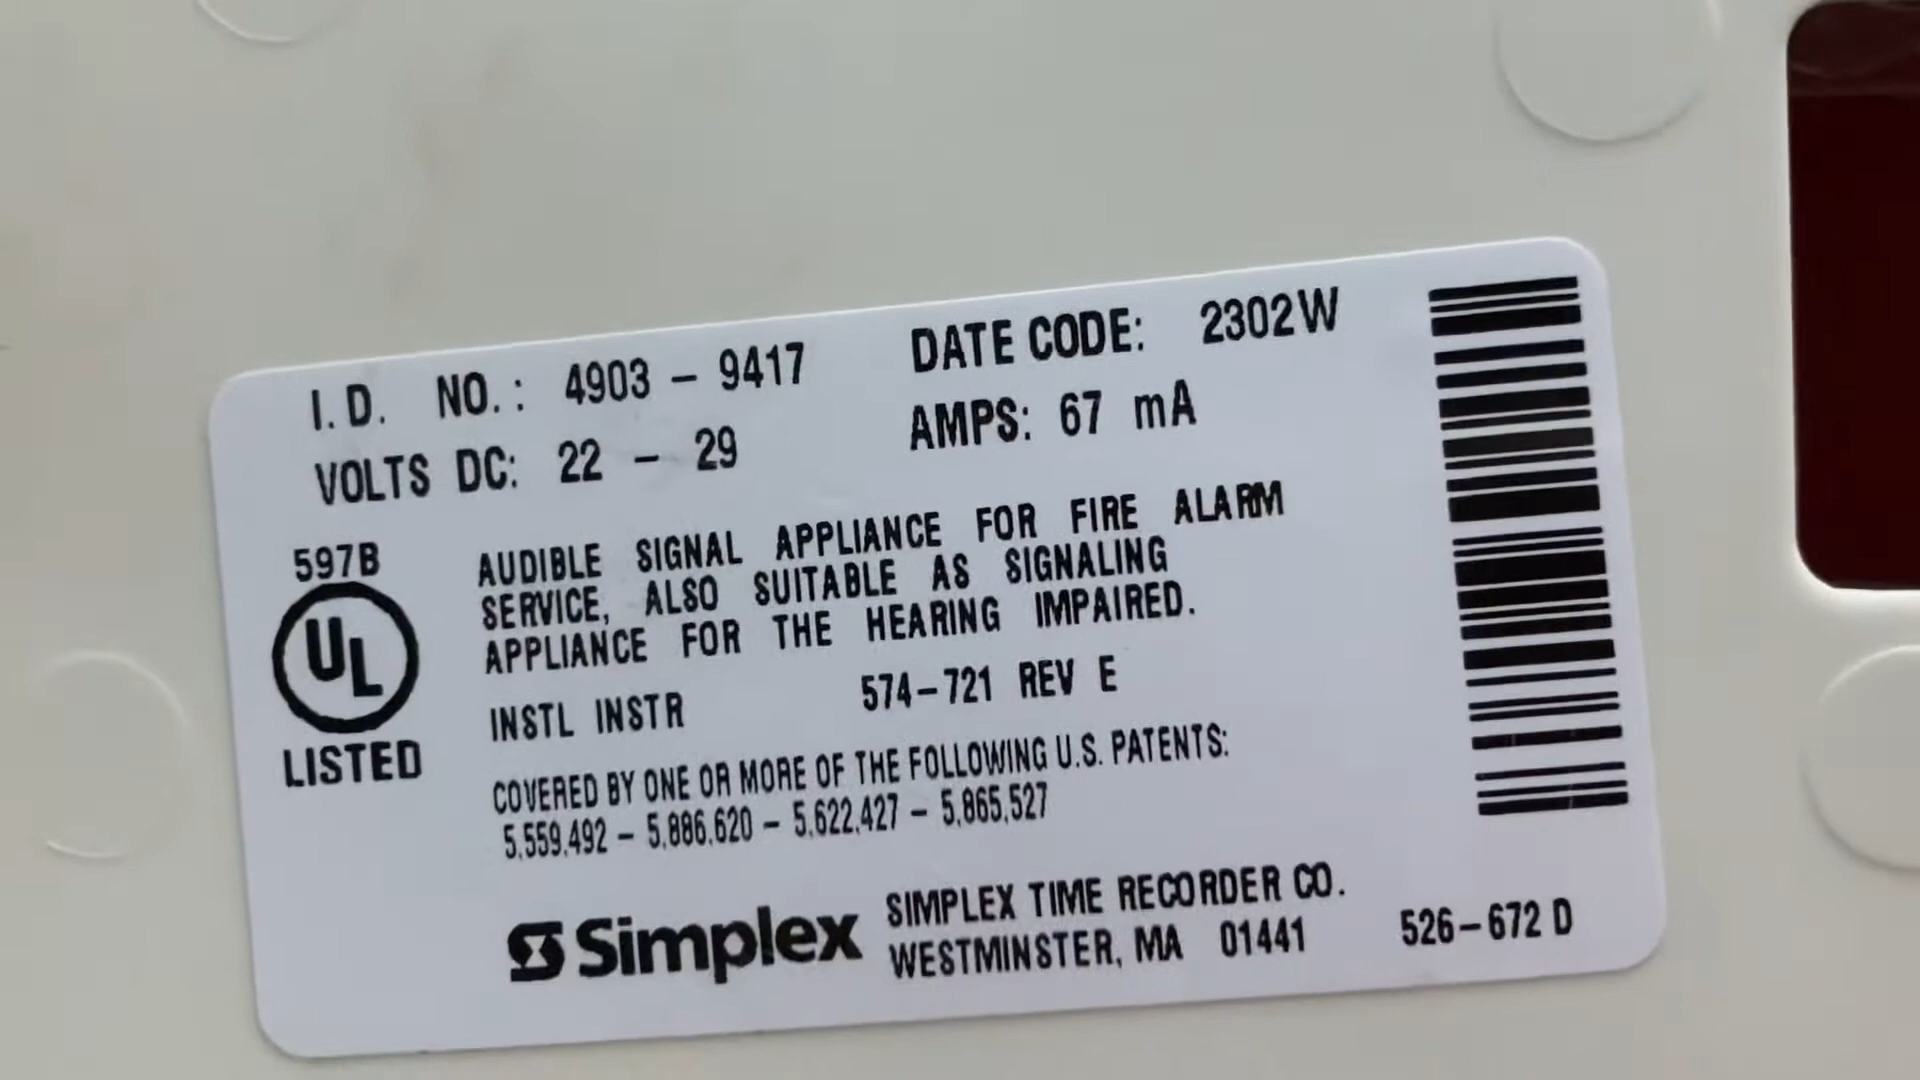 I.D. NO.: 4903 - 9417 DATE CODE: 2302W
VOLTS DC: 22 - 29 AMPS: 67 mA
597B
UL
LISTED
AUDIBLE SIGNAL APPLIANCE FOR FIRE ALARM
SERVICE, ALSO SUITABLE AS SIGNALING
APPLIANCE FOR THE HEARING IMPAIRED.
INSTL INSTR 574-721 REV E
COVERED BY ONE OR MORE OF THE FOLLOWING U.S. PATENTS:
5,559,492 - 5,886,620 - 5,622,427 - 5,865,527
Simplex
SIMPLEX TIME RECORDER CO.
WESTMINSTER, MA 01441
526-672 D